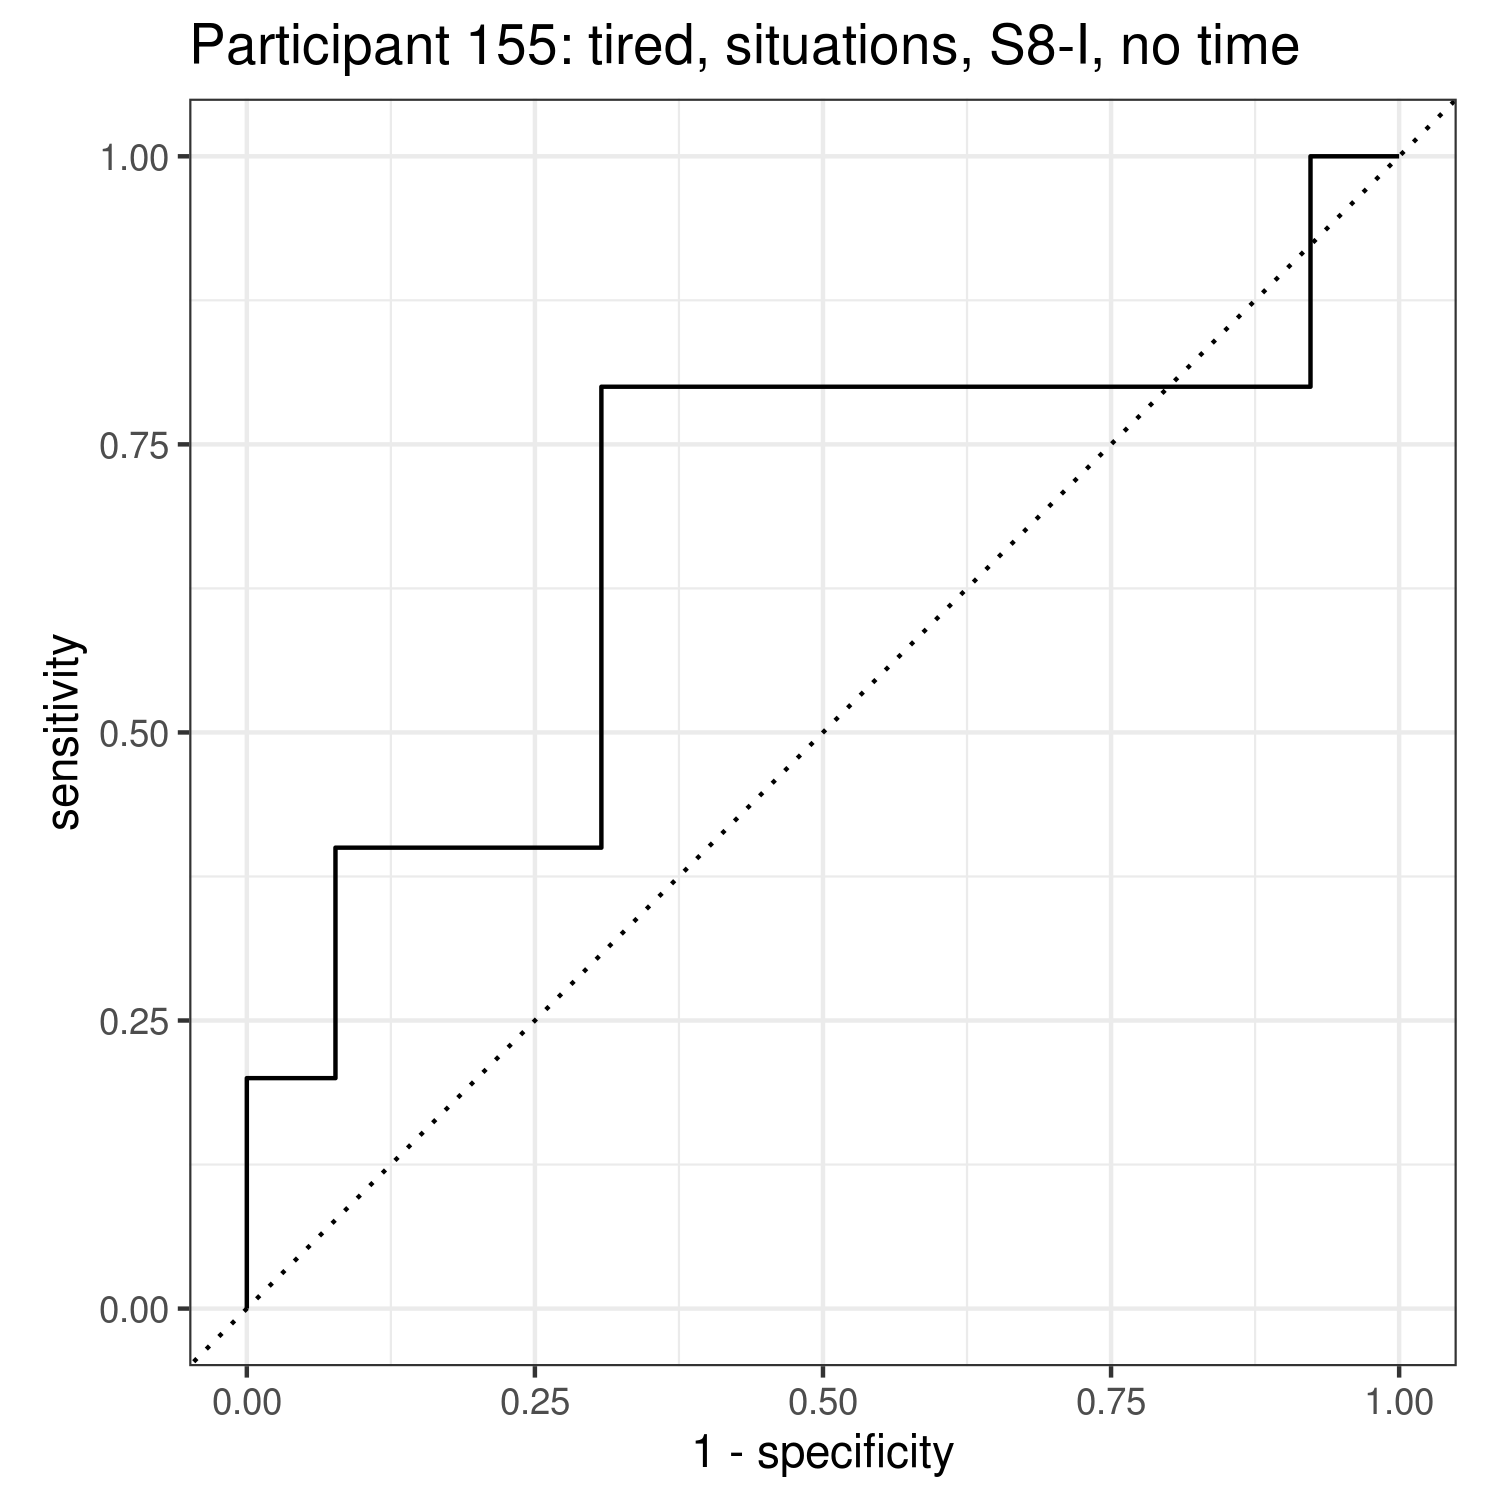 Participant 155: tired, situations, S8-I, no time
1.00
0.75
0.50
0.25
0.00
sensitivity
0.00 0.25 0.50 0.75 1.00
1 - specificity